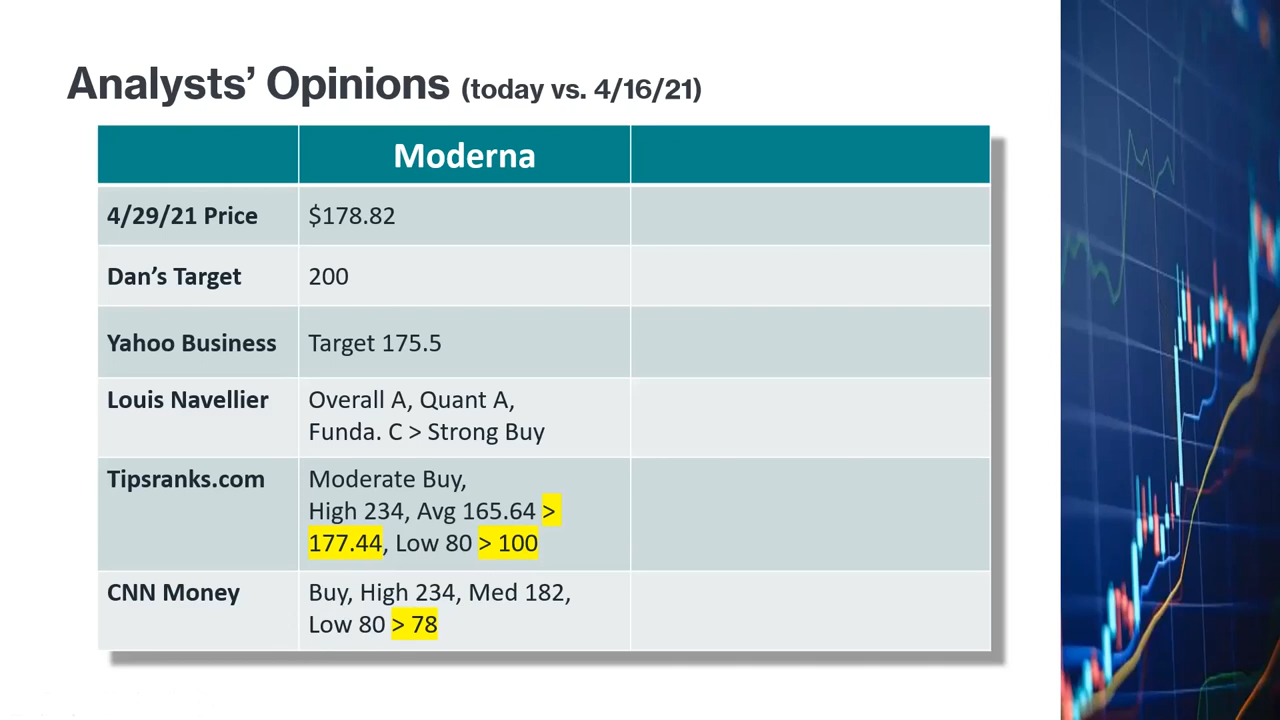 Analysts’ Opinions (today vs. 4/16/21)
Moderna
4/29/21 Price
$178.82
Dan’s Target
200
Yahoo Business
Target 175.5
Louis Navellier
Overall A, Quant A,
Funda. C > Strong Buy
Tipsranks.com
Moderate Buy,
High 234, Avg 165.64 >
177.44, Low 80 > 100
CNN Money
Buy, High 234, Med 182,
Low 80 > 78